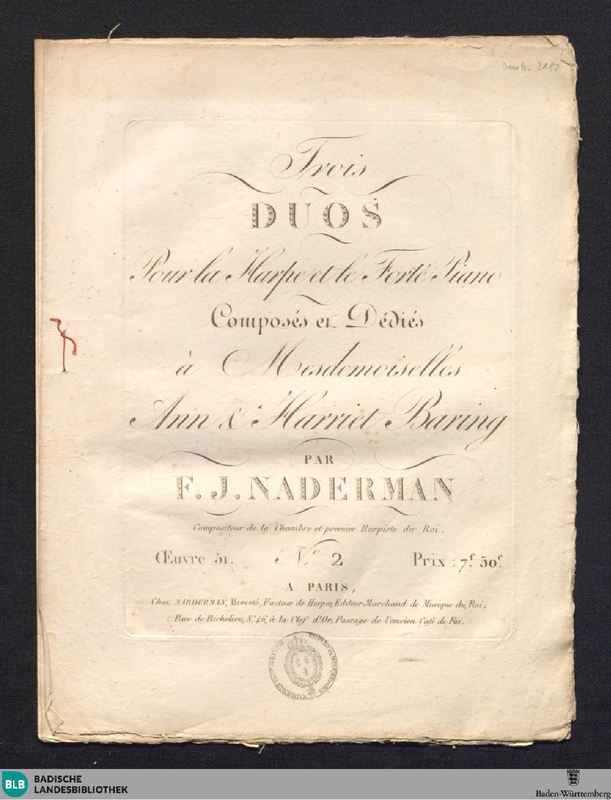 Trois
DUOS
Pour la Harpe et le Forté Piano
Composés et Dédiés
à Mesdemoiselles
Ann & Harriet Baring
PAR
F. J. NADERMAN
Compositeur de la Chambre et premier Harpiste du Roi.
Œuvre 51. N° 2 Prix : 7f 50c
A PARIS,
Chez NADERMAN, Breveté, Facteur de Harpe, Editeur Marchand de Musique du Roi,
Rue de Richelieu, N° 46, à la Clef d'Or, Passage de l'ancien Café de Foi.
BLB BADISCHE
LANDESBIBLIOTHEK
Baden-Württemberg